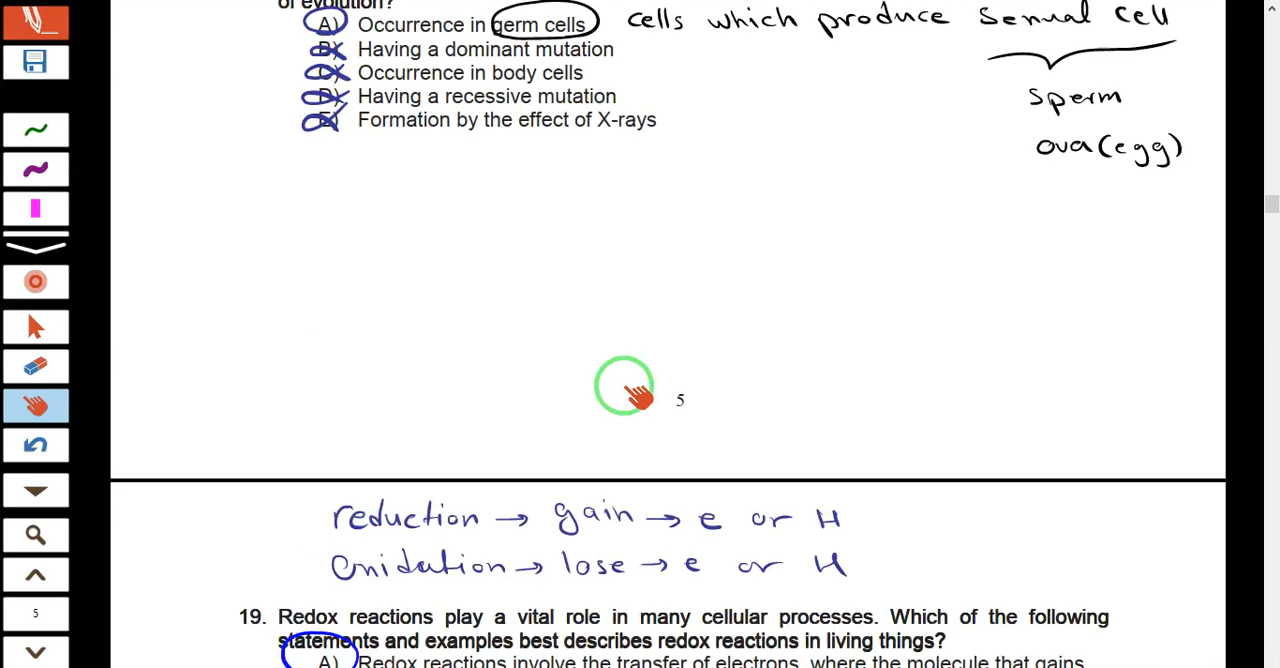 of evolution?
A) Occurrence in germ cells cells which produce Sexual cell
B) Having a dominant mutation
C) Occurrence in body cells
D) Having a recessive mutation
E) Formation by the effect of X-rays
Sperm
ova(egg)
5
reduction → gain → e or H
Oxidation → lose → e or H
19. Redox reactions play a vital role in many cellular processes. Which of the following
statements and examples best describes redox reactions in living things?
A) Redox reactions involve the transfer of electrons, where the molecule that gains
5